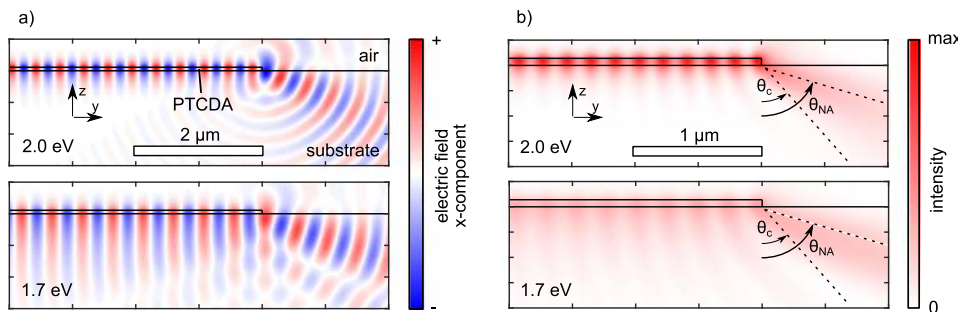 a)
air
z
y
PTCDA
2 µm
2.0 eV
substrate
1.7 eV
+
electric field
x-component
-
b)
z
y
θc
θNA
1 µm
2.0 eV
θc
θNA
1.7 eV
max
intensity
0